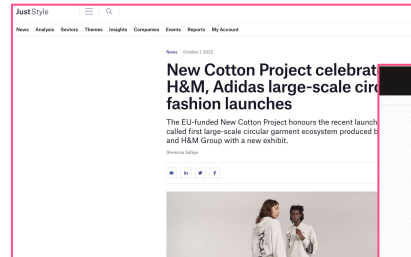 Just Style
News Analysis Sectors Themes Insights Companies Events Reports My Account
News October 7, 2022
New Cotton Project celebrat
H&M, Adidas large-scale circ
fashion launches
The EU-funded New Cotton Project honours the recent launch
called first large-scale circular garment ecosystem produced b
and H&M Group with a new exhibit.
Shemona Safaya